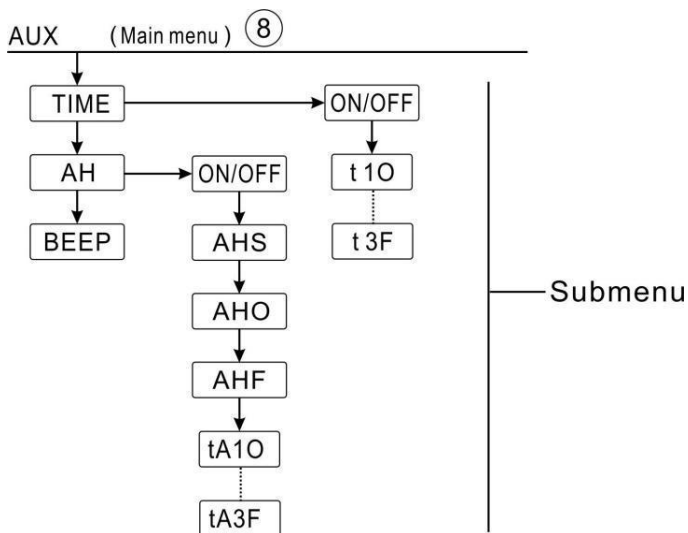 AUX (Main menu) 8
TIME ON/OFF
AH ON/OFF t 1O
BEEP AHS t 3F
Submenu
AHO
AHF
tA1O
tA3F